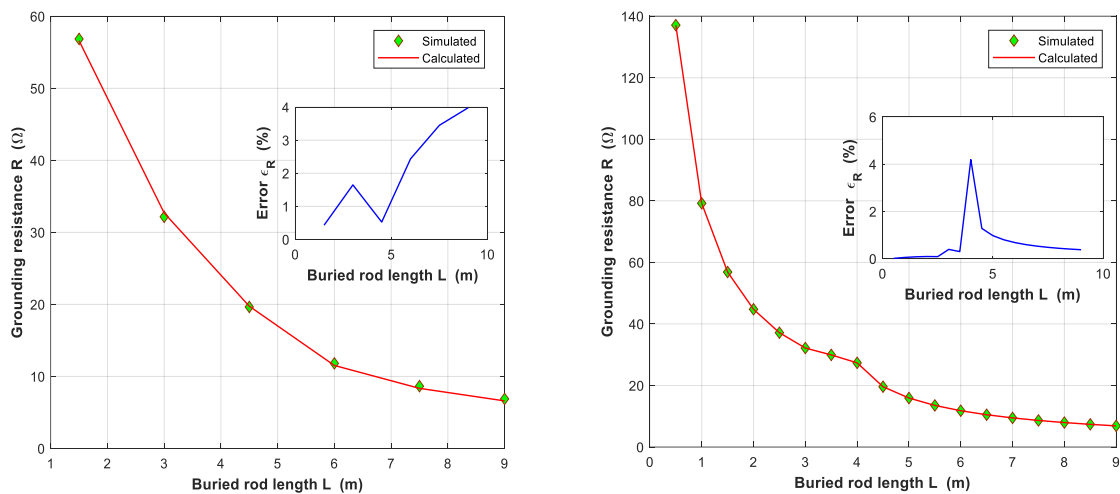 60
50
40
30
20
10
0
1 2 3 4 5 6 7 8 9
Grounding resistance R (Ω)
Buried rod length L (m)
Simulated
Calculated
4
3
2
1
0
0 5 10
Error ϵR (%)
Buried rod length L (m)
140
120
100
80
60
40
20
0
0 1 2 3 4 5 6 7 8 9
Grounding resistance R (Ω)
Buried rod length L (m)
Simulated
Calculated
6
4
2
0
0 5 10
Error ϵR (%)
Buried rod length L (m)